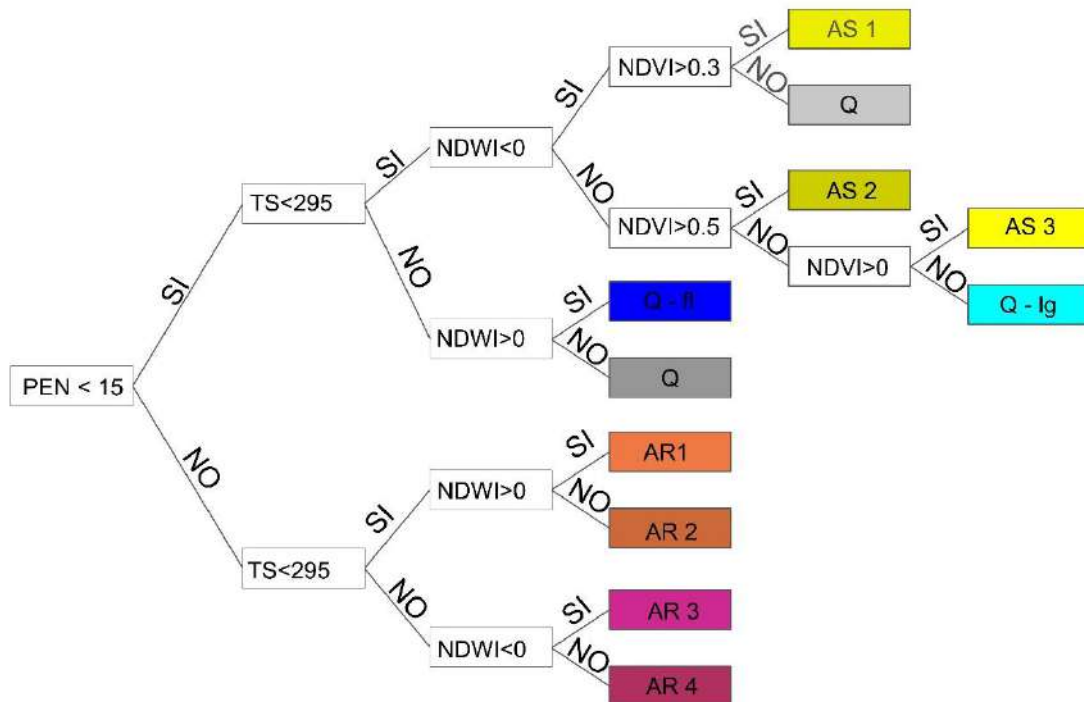 PEN < 15
SI
NO
TS<295
SI
NO
NDWI<0
SI
NO
NDVI>0.3
SI
NO
AS 1
Q
NDVI>0.5
SI
NO
AS 2
NDVI>0
SI
NO
AS 3
Q - Ig
NDWI>0
SI
NO
Q - fl
Q
TS<295
SI
NO
NDWI>0
SI
NO
AR1
AR 2
NDWI<0
SI
NO
AR 3
AR 4